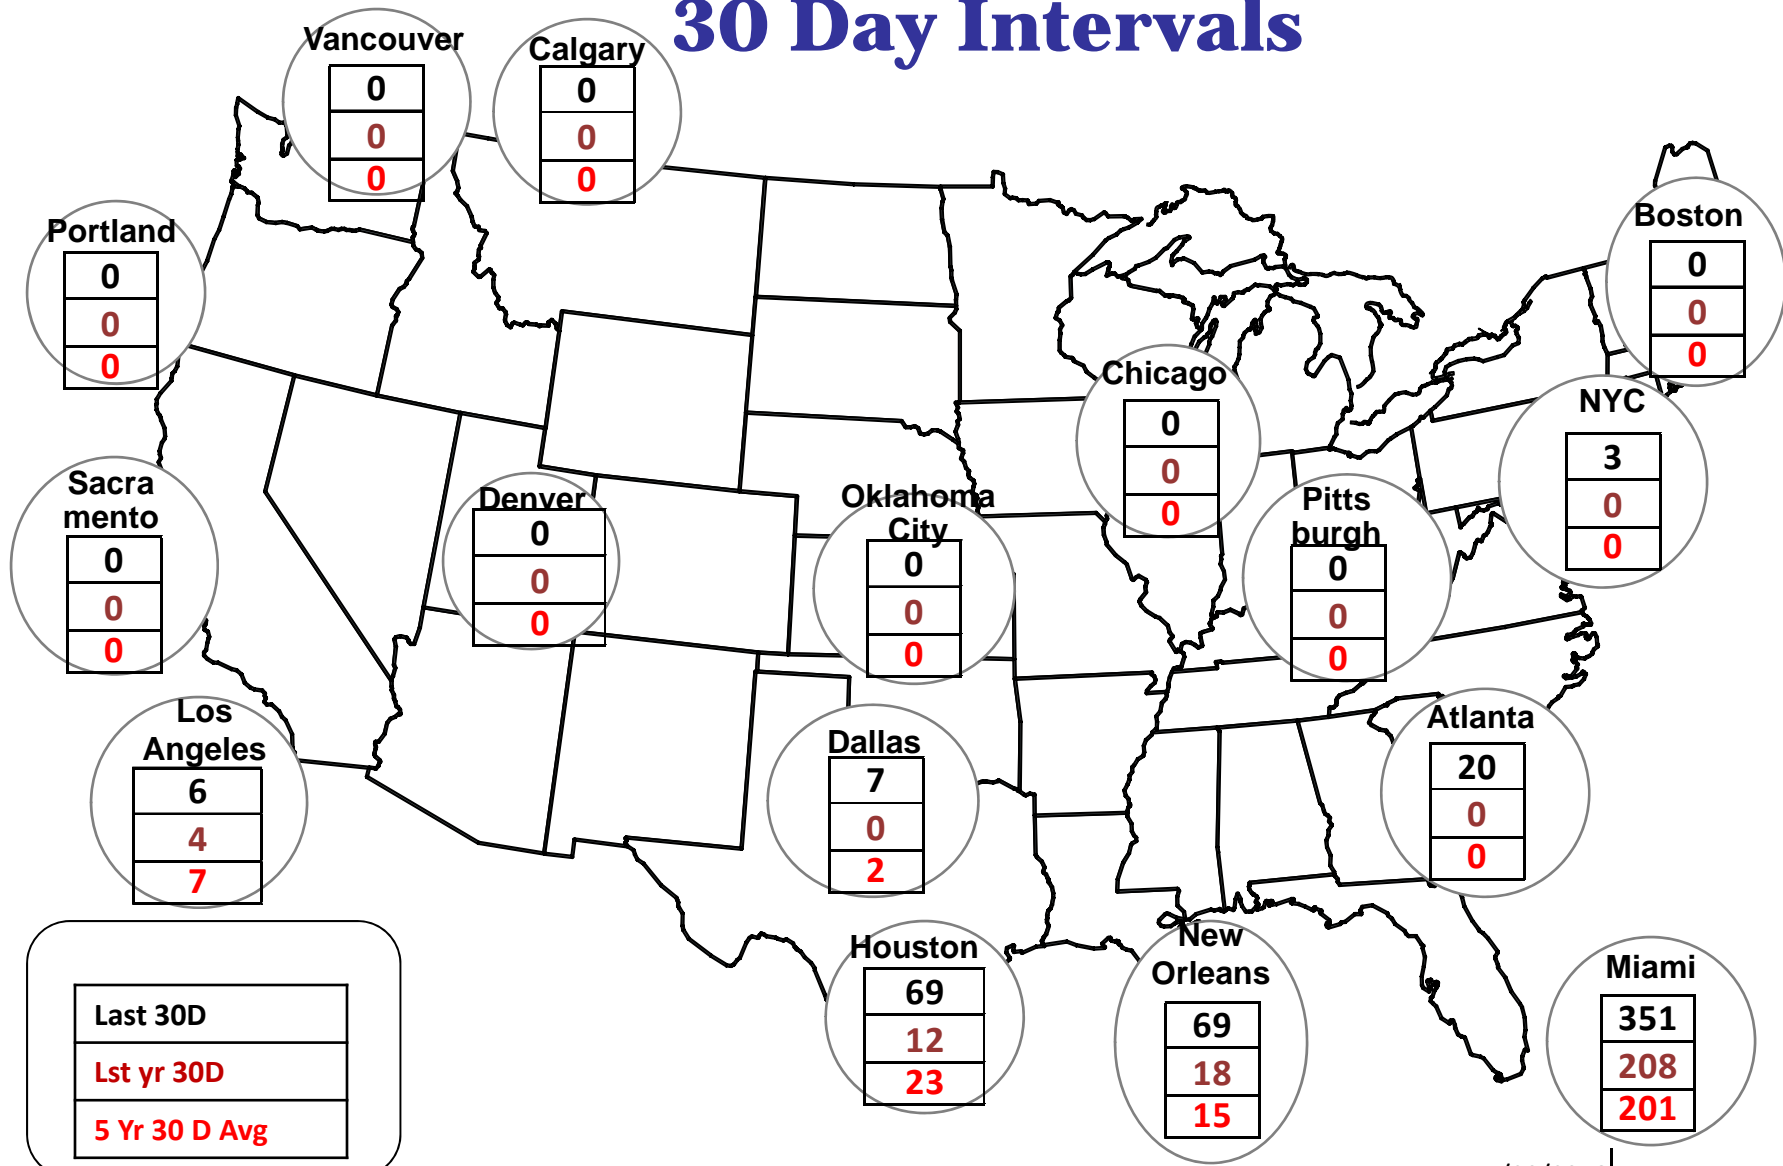 30 Day Intervals
Vancouver
0
0
0
Calgary
0
0
0
Portland
0
0
0
Boston
0
0
0
Chicago
0
0
0
NYC
3
0
0
Sacra
mento
0
0
0
Denver
0
0
0
Oklahoma
City
0
0
0
Pitts
burgh
0
0
0
Los
Angeles
6
4
7
Dallas
7
0
2
Atlanta
20
0
0
Houston
69
12
23
New
Orleans
69
18
15
Miami
351
208
201
Last 30D
Lst yr 30D
5 Yr 30 D Avg